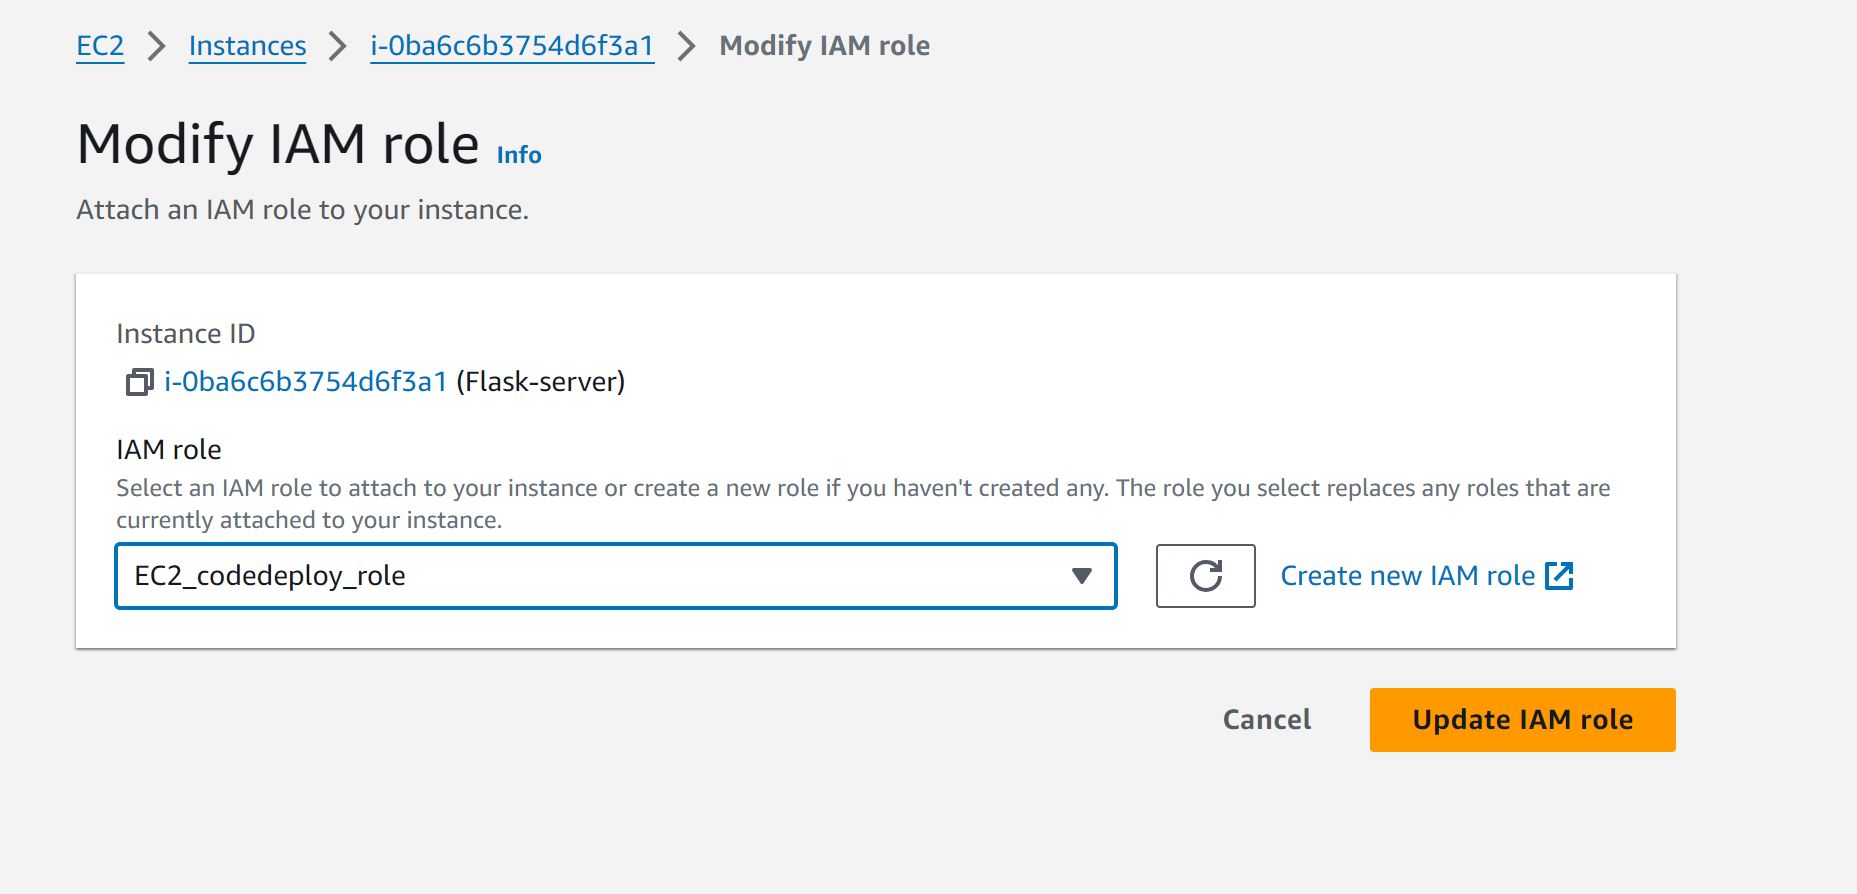 EC2 > Instances > i-0ba6c6b3754d6f3a1 > Modify IAM role
Modify IAM role Info
Attach an IAM role to your instance.
Instance ID
i-0ba6c6b3754d6f3a1 (Flask-server)
IAM role
Select an IAM role to attach to your instance or create a new role if you haven't created any. The role you select replaces any roles that are
currently attached to your instance.
EC2_codedeploy_role
Create new IAM role
Cancel
Update IAM role